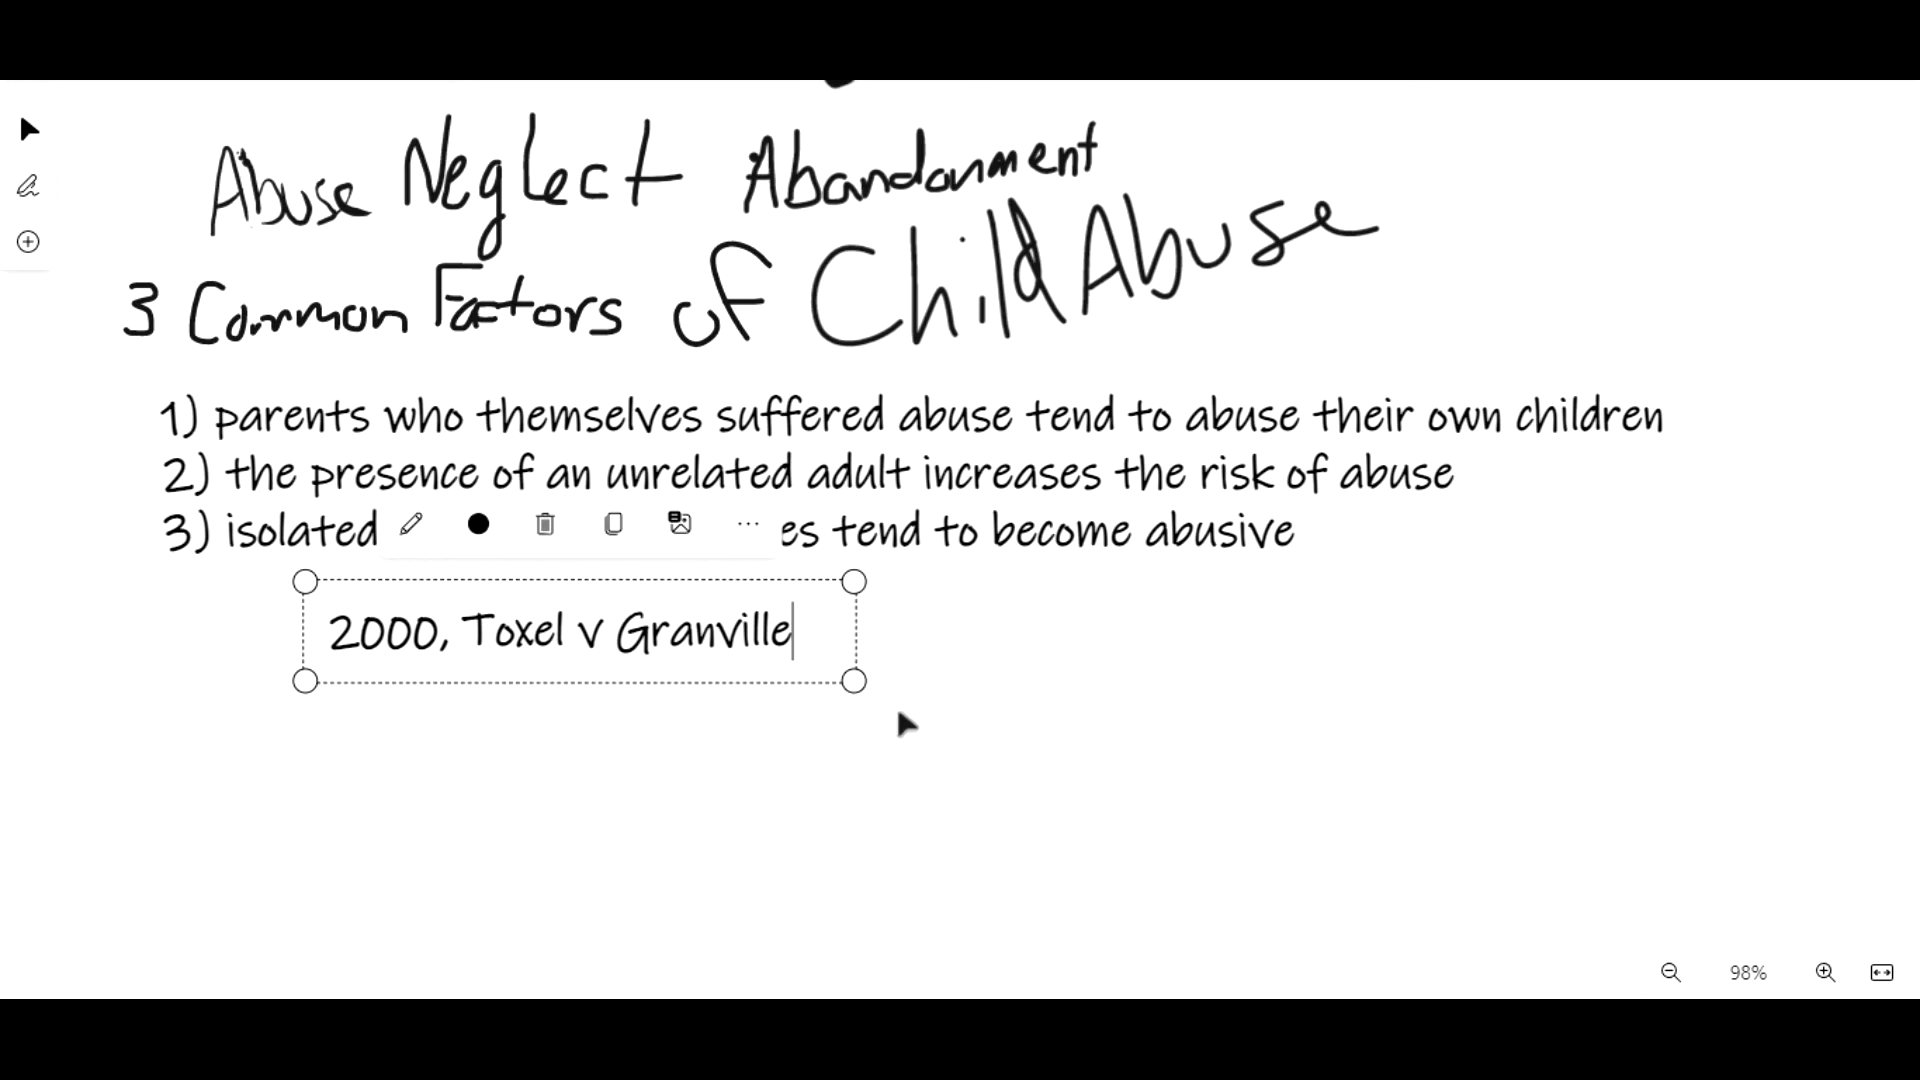 Abuse Neglect Abandonment
3 Common Factors of Child Abuse
1) parents who themselves suffered abuse tend to abuse their own children
2) the presence of an unrelated adult increases the risk of abuse
3) isolated es tend to become abusive
2000, Toxel v Granville
98%